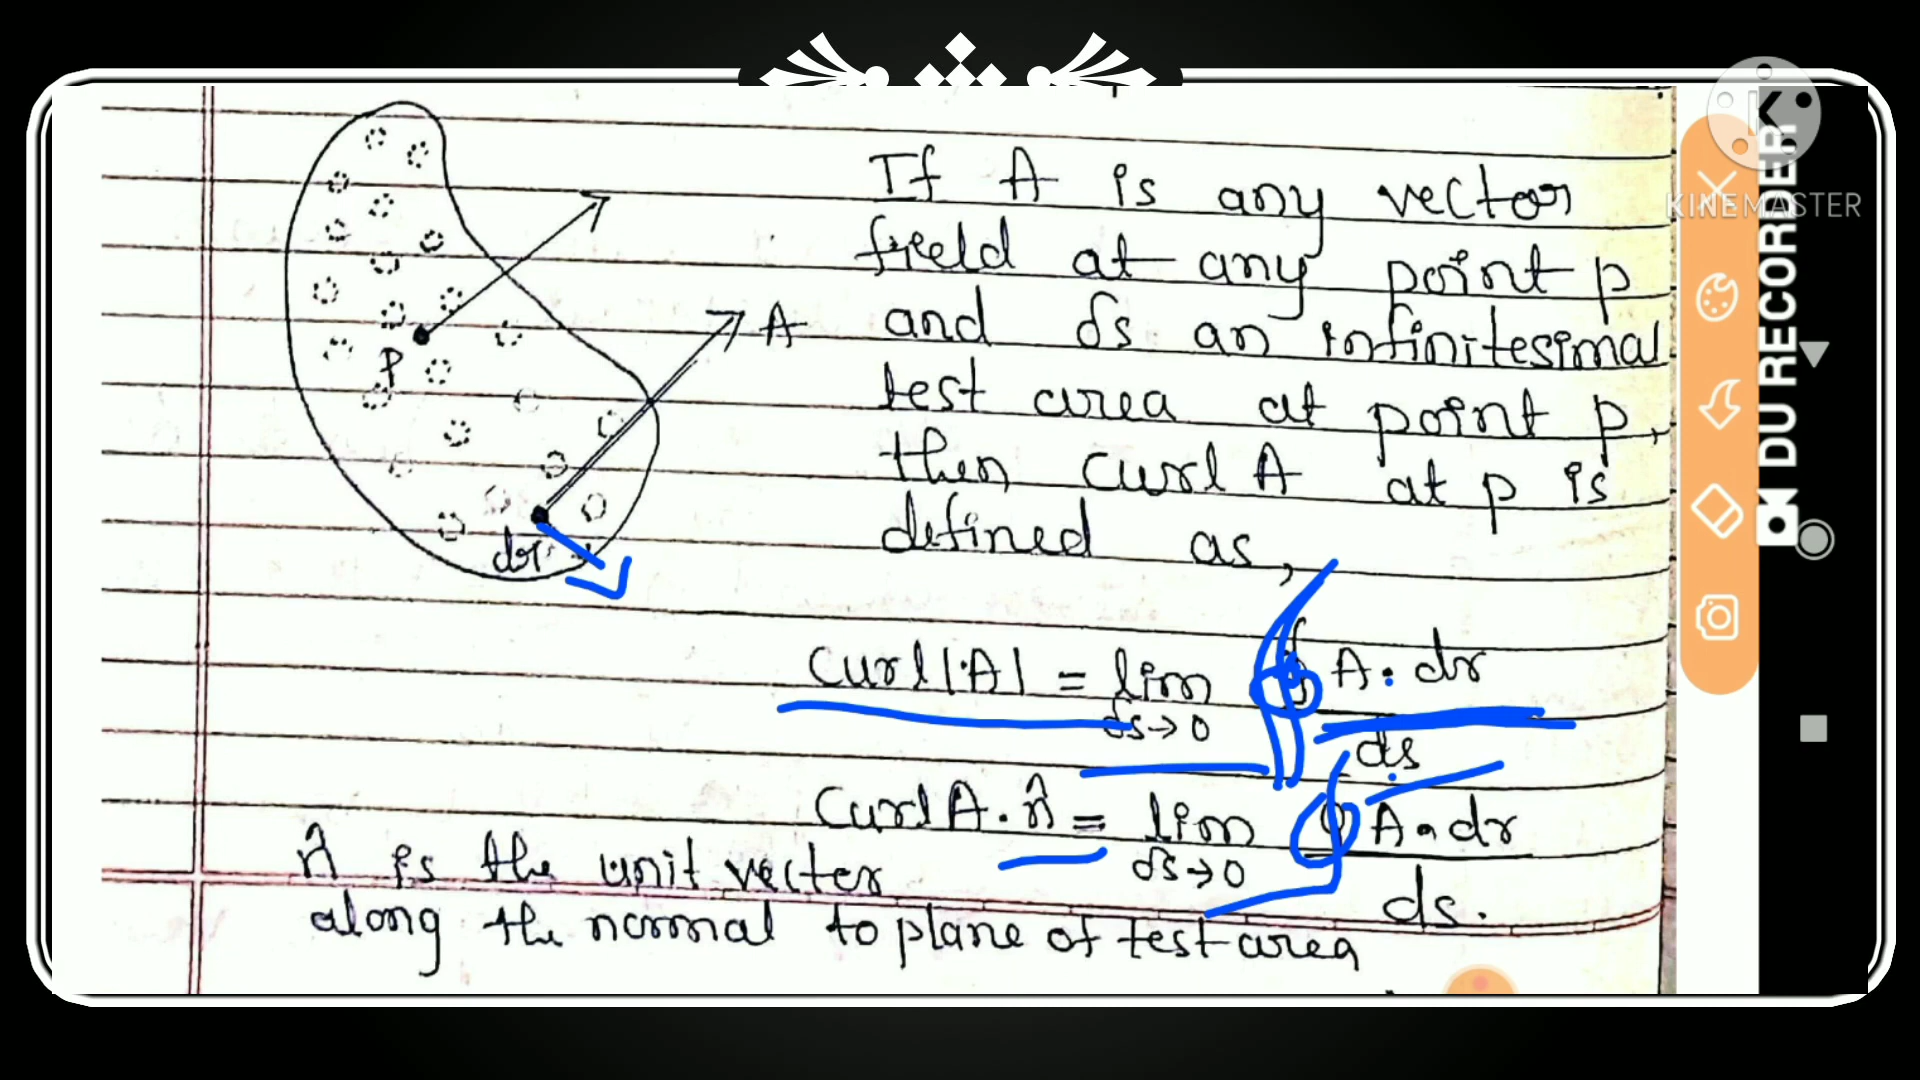 If A is any vector
field at any point p
and δs an infinitesimal
test area at point p,
then curl A at p is
defined as,
P
A
dr
Curl|A| = lim ∮ A · dr
δs→0
ds
Curl A · n̂ = lim ∮ A · dr
δs→0
ds.
n̂ is the unit vector
along the normal to plane of test area
K
KINEMASTER
DU RECORDER